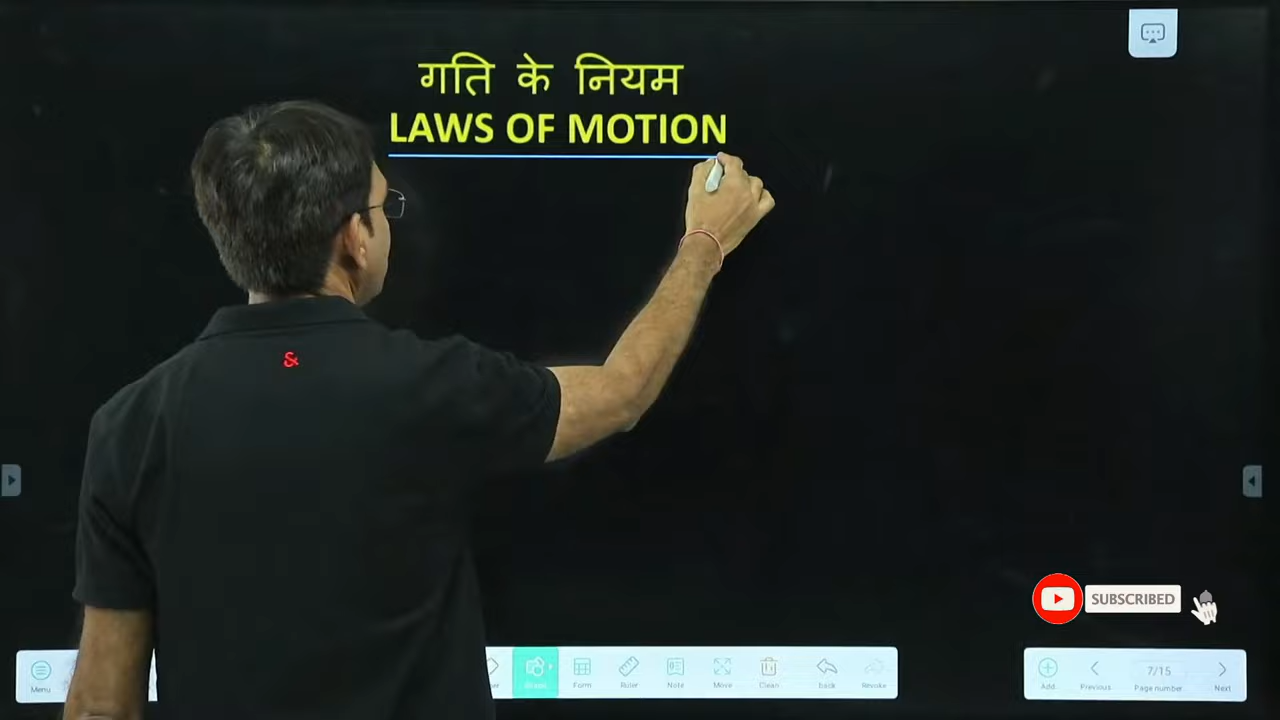 गति के नियम
LAWS OF MOTION
&
SUBSCRIBED
Menu
Form
Ruler
Note
Move
Clean
back
Revoke
Add
Previous
7/15
Page number
Next